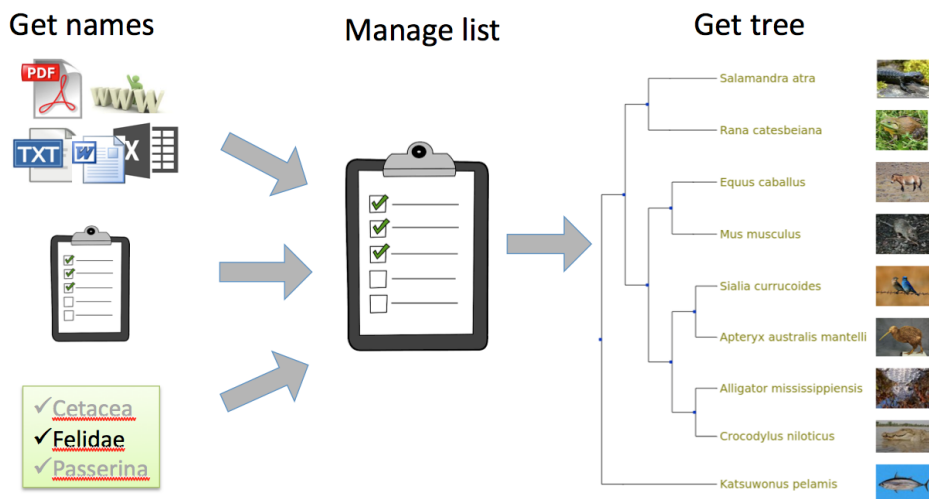 Get names
Manage list
Get tree
PDF
WWW
TXT
W
X
Cetacea
Felidae
Passerina
Salamandra atra
Rana catesbeiana
Equus caballus
Mus musculus
Sialia currucoides
Apteryx australis mantelli
Alligator mississippiensis
Crocodylus niloticus
Katsuwonus pelamis